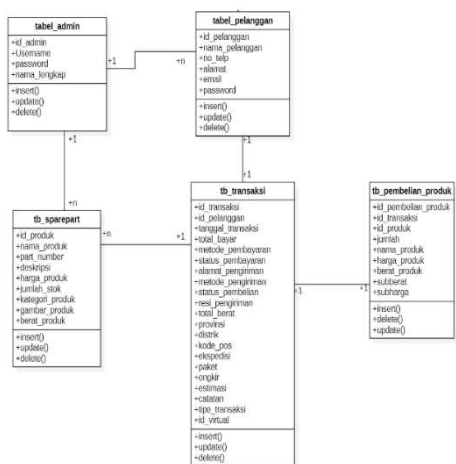 tabel_admin
+id_admin
+Username
+password
+nama_lengkap
+insert()
+update()
+delete()
+1
+n
tabel_pelanggan
+id_pelanggan
+nama_pelanggan
+no_telp
+alamat
+email
+password
+insert()
+update()
+delete()
+1
+n
+1
+1
tb_sparepart
+id_produk
+nama_produk
+part_number
+deskripsi
+harga_produk
+jumlah_stok
+kategori_produk
+gambar_produk
+berat_produk
+insert()
+update()
+delete()
+n
+1
tb_transaksi
+id_transaksi
+id_pelanggan
+tanggal_transaksi
+total_bayar
+metode_pembayaran
+status_pembayaran
+alamat_pengiriman
+metode_pengiriman
+status_pembelian
+resi_pengiriman
+total_berat
+provinsi
+distrik
+kode_pos
+ekspedisi
+paket
+ongkir
+estimasi
+catatan
+tipe_transaksi
+id_virtual
+insert()
+update()
+delete()
+1
+1
tb_pembelian_produk
+id_pembelian_produk
+id_transaksi
+id_produk
+jumlah
+nama_produk
+harga_produk
+berat_produk
+subberat
+subharga
+insert()
+delete()
+update()